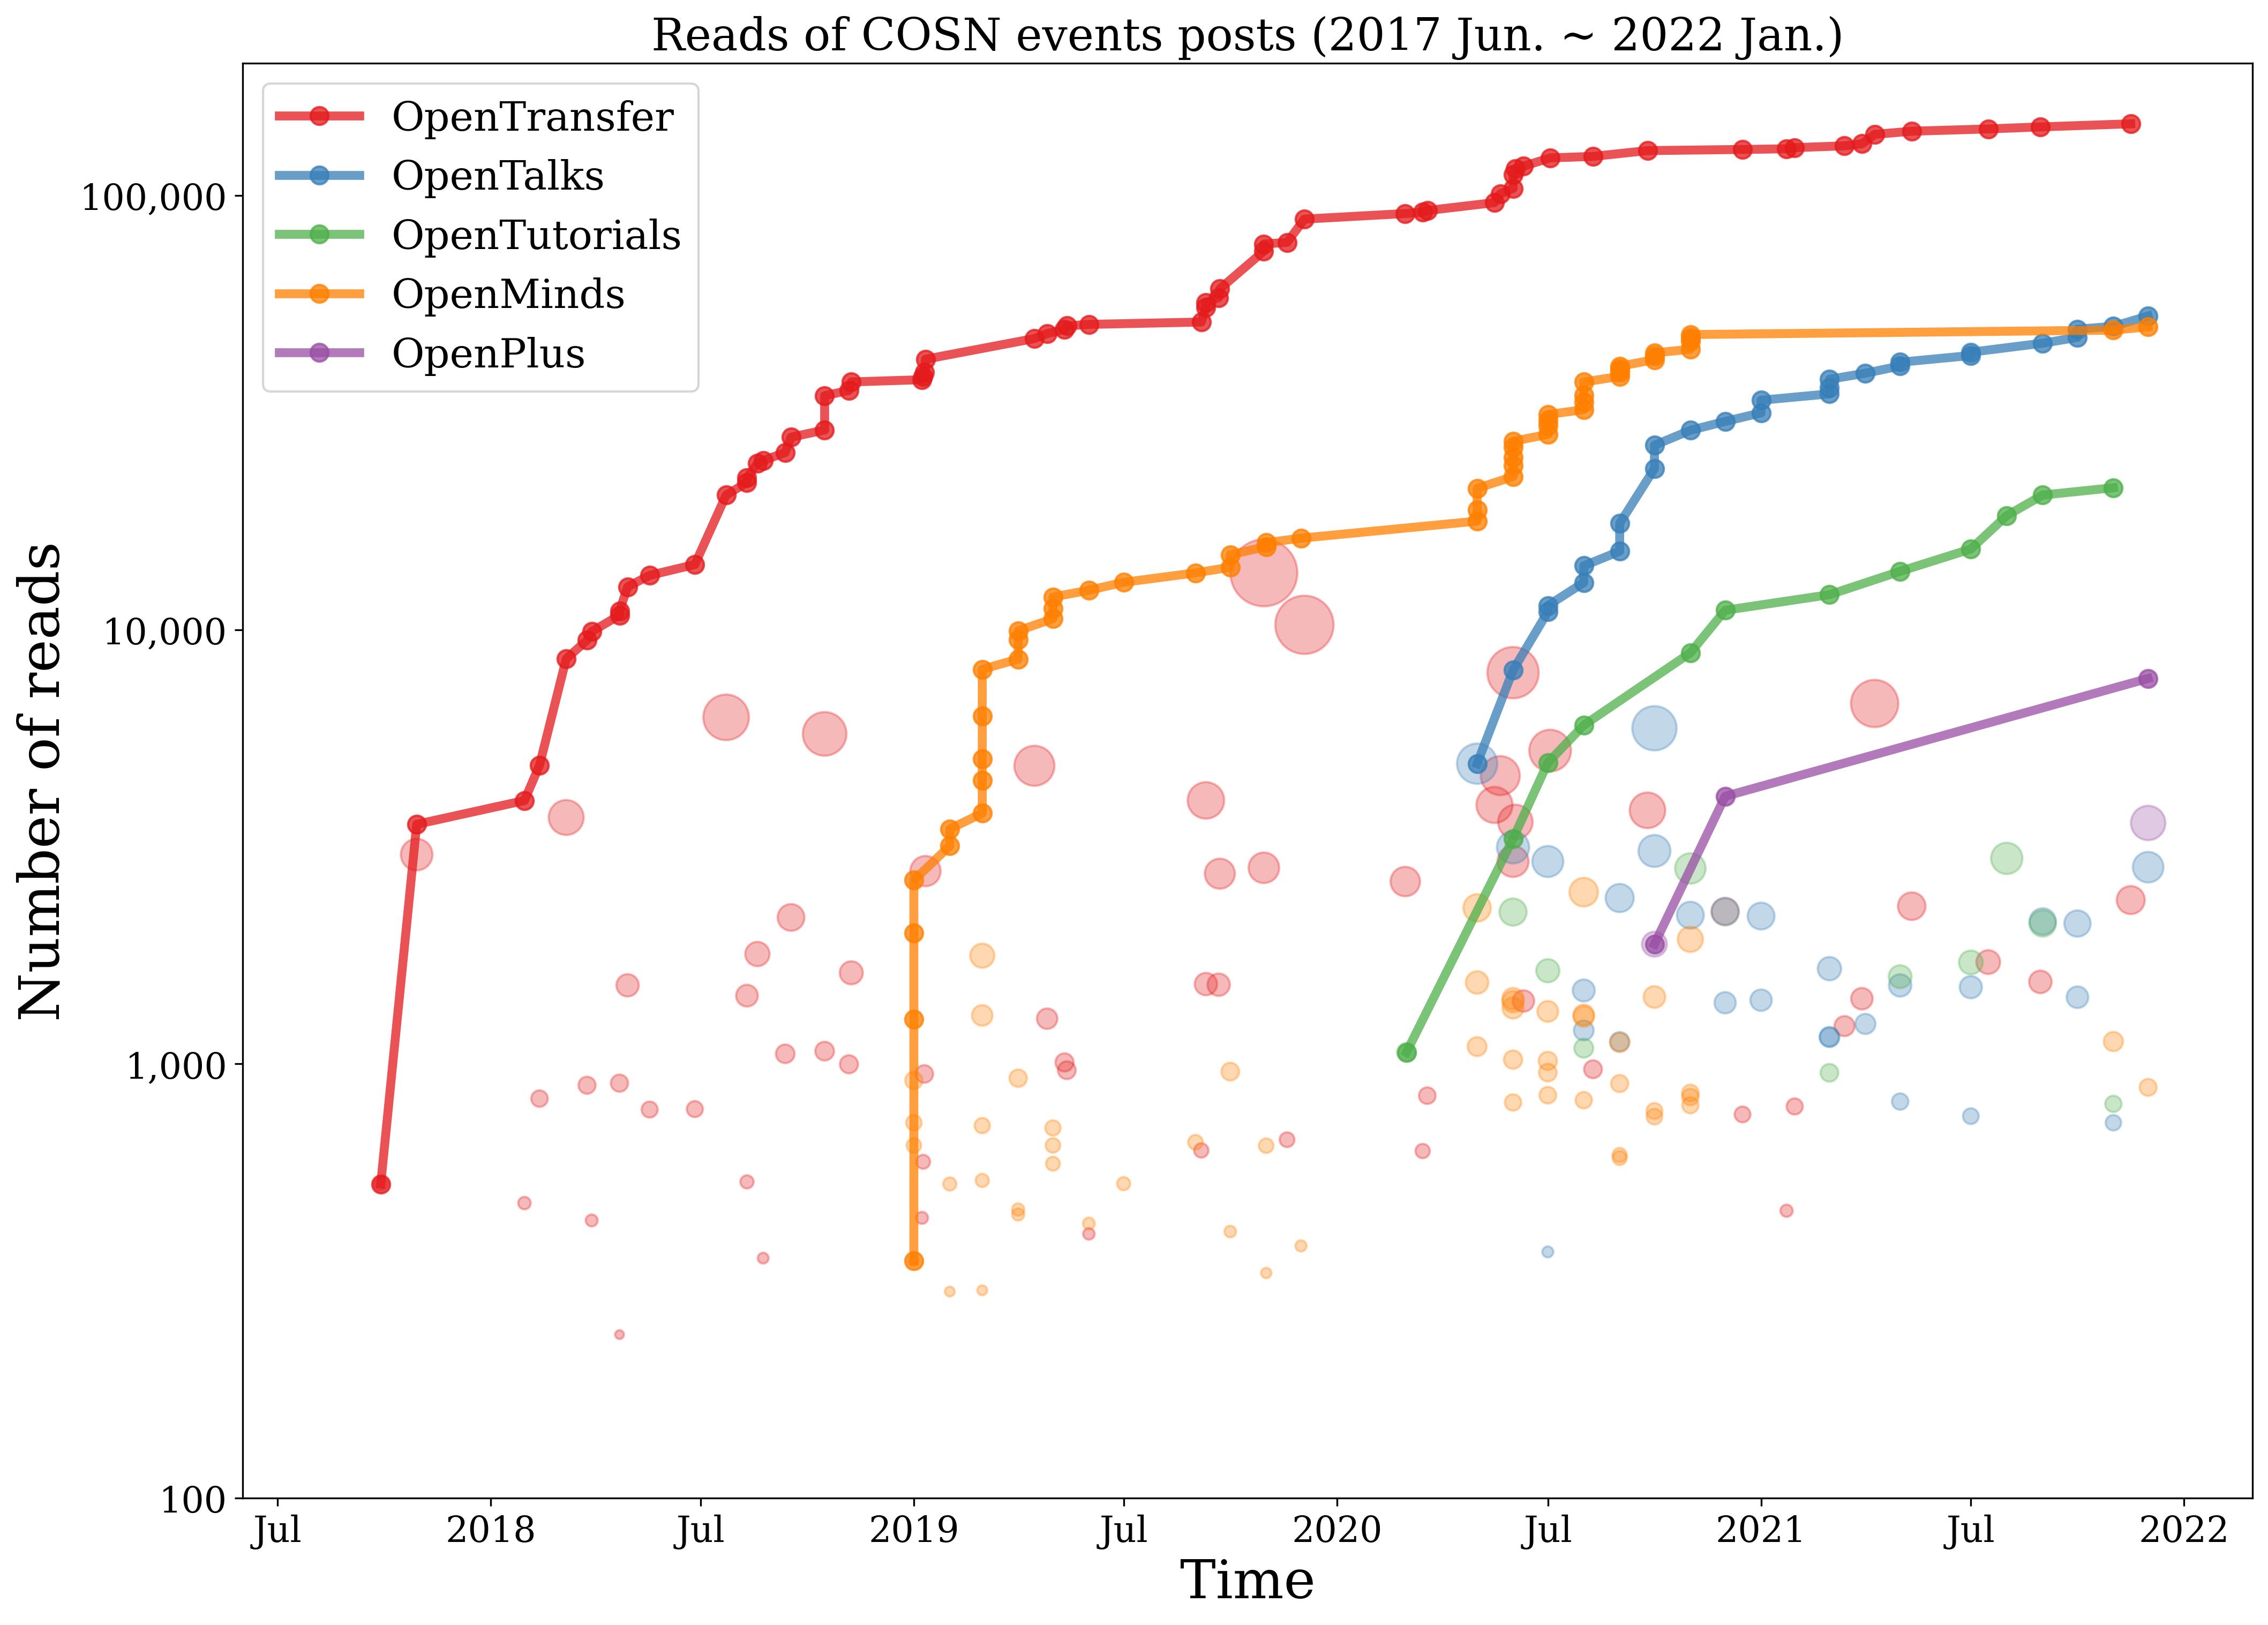 Reads of COSN events posts (2017 Jun. ~ 2022 Jan.)
OpenTransfer
OpenTalks
OpenTutorials
OpenMinds
OpenPlus
Number of reads
100,000
10,000
1,000
100
Jul 2018 Jul 2019 Jul 2020 Jul 2021 Jul 2022
Time